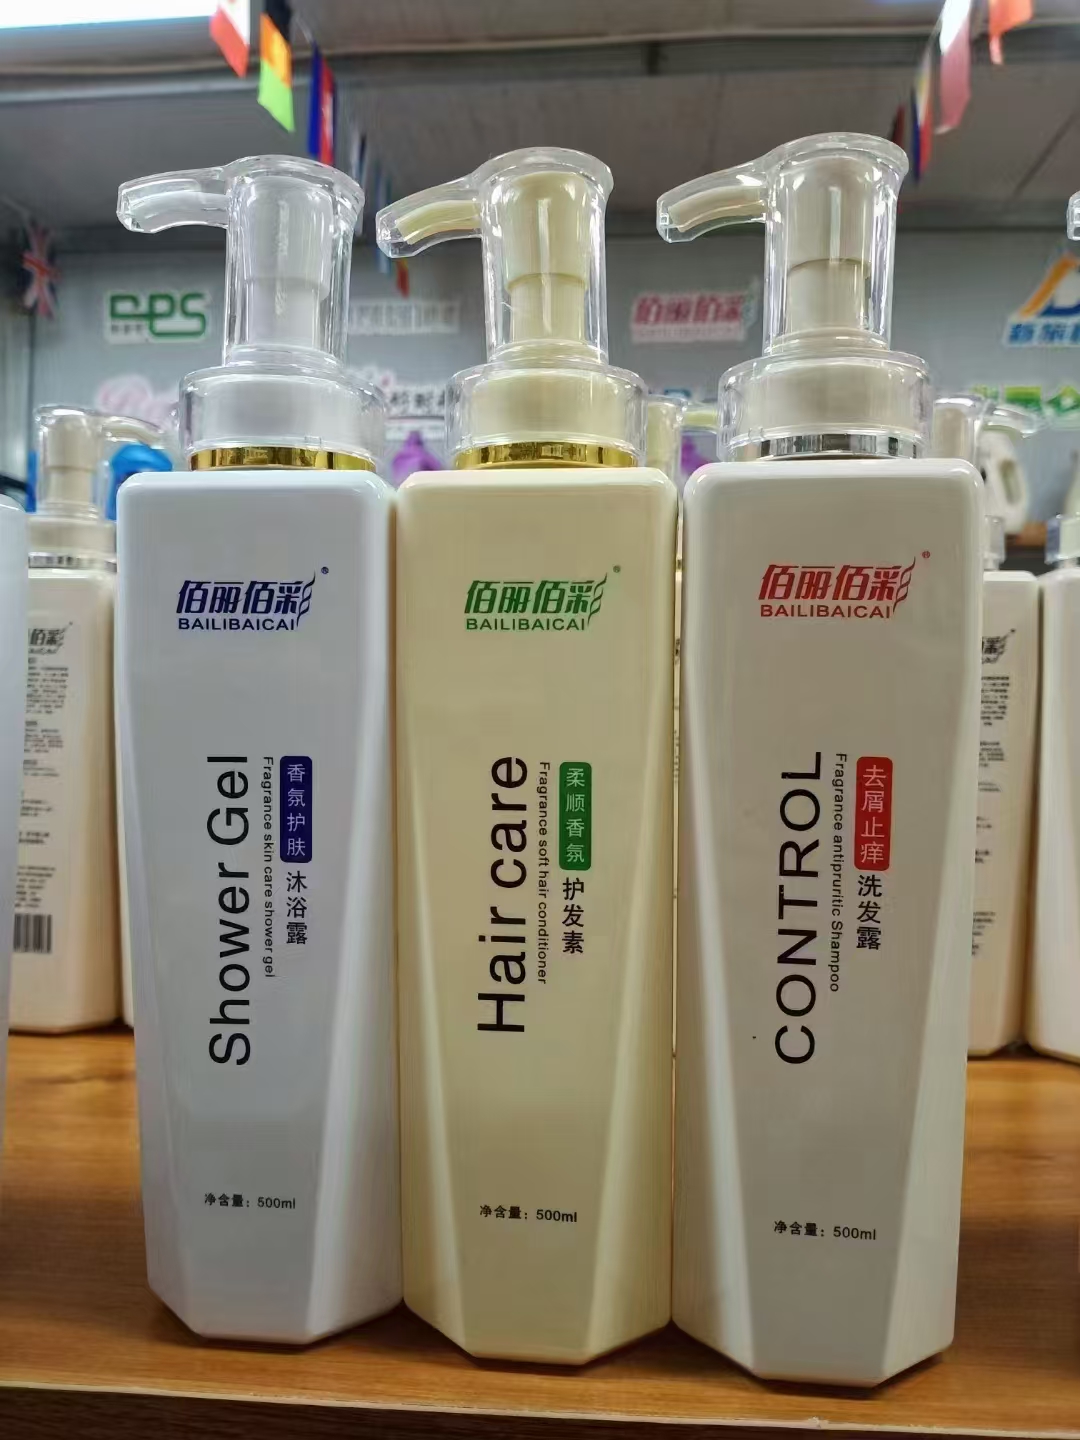 DPS
佰丽佰彩
佰丽佰彩®
BAILIBAICAI
Shower Gel
Fragrance skin care shower gel
香氛护肤 沐浴露
净含量：500ml
佰丽佰彩®
BAILIBAICAI
Hair care
Fragrance soft hair conditioner
柔顺香氛 护发素
净含量：500ml
佰丽佰彩®
BAILIBAICAI
CONTROL
Fragrance antipruritic Shampoo
去屑止痒 洗发露
净含量：500ml